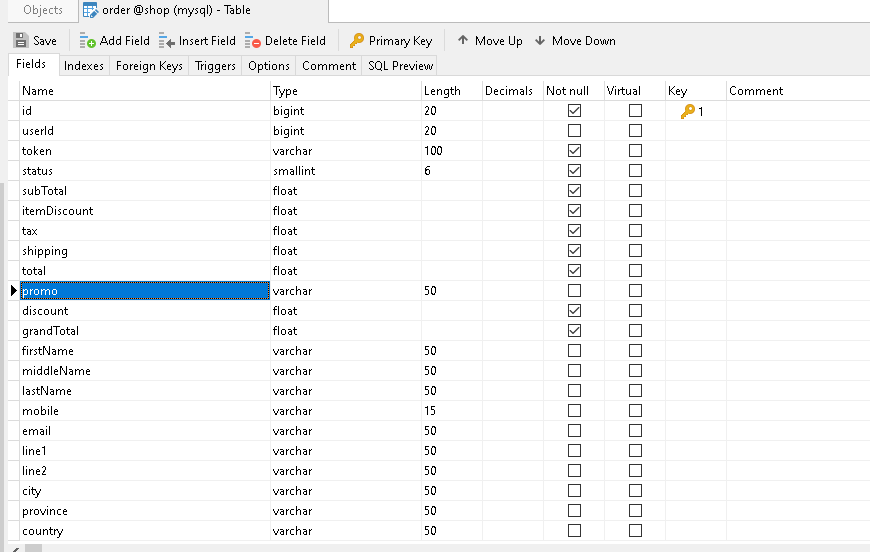 Objects order @shop (mysql) - Table
Save Add Field Insert Field Delete Field Primary Key Move Up Move Down
Fields Indexes Foreign Keys Triggers Options Comment SQL Preview
Name Type Length Decimals Not null Virtual Key Comment
id bigint 20 1
userId bigint 20
token varchar 100
status smallint 6
subTotal float
itemDiscount float
tax float
shipping float
total float
promo varchar 50
discount float
grandTotal float
firstName varchar 50
middleName varchar 50
lastName varchar 50
mobile varchar 15
email varchar 50
line1 varchar 50
line2 varchar 50
city varchar 50
province varchar 50
country varchar 50